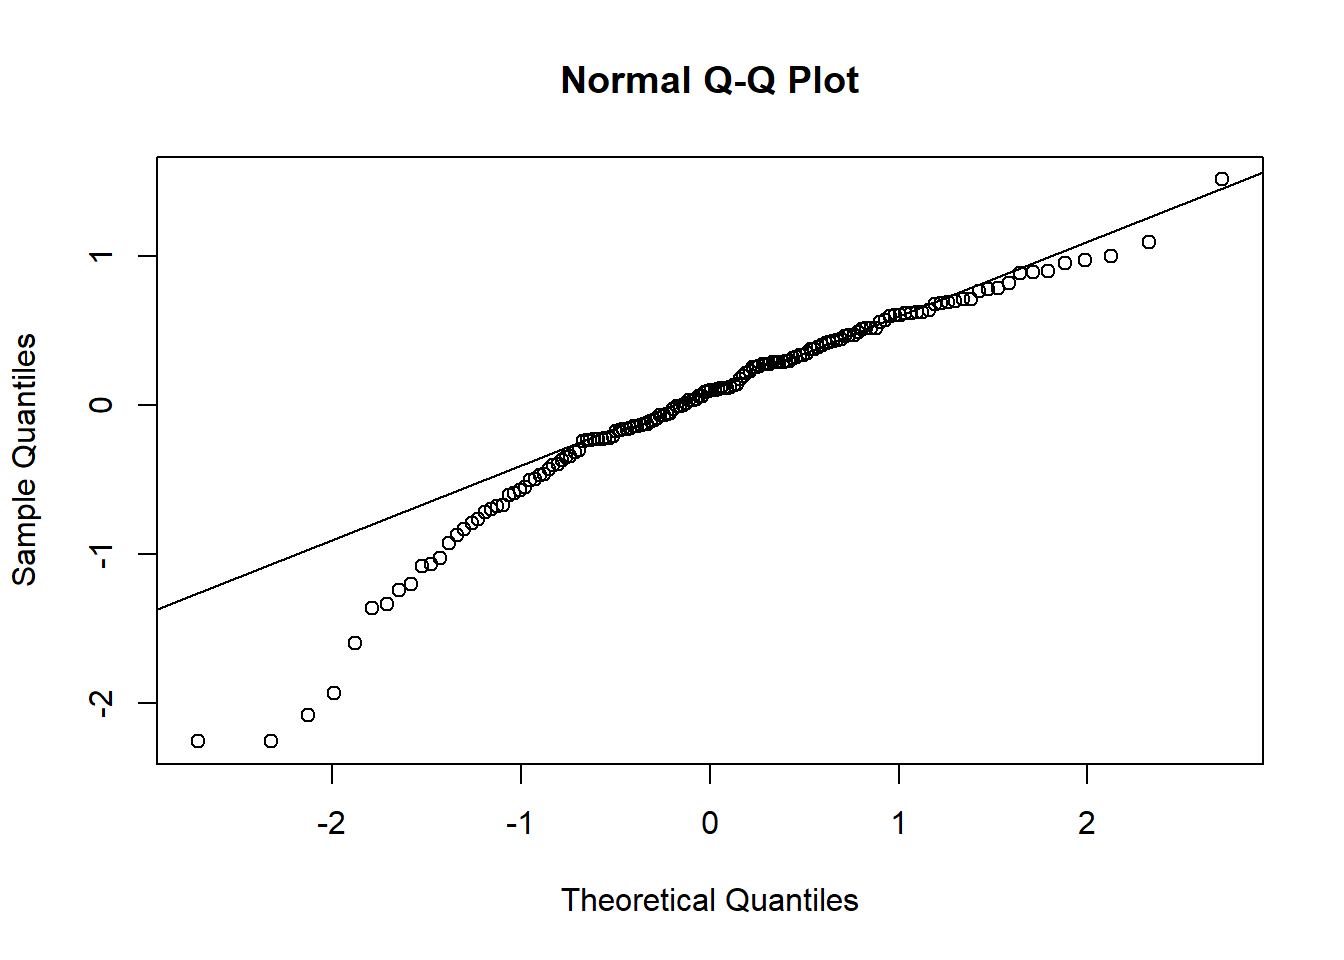 Normal Q-Q Plot
Sample Quantiles
1
0
-1
-2
-2 -1 0 1 2
Theoretical Quantiles